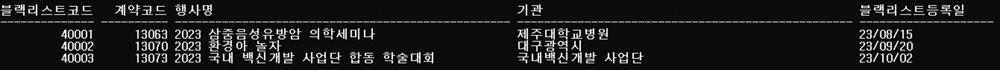 블랙리스트코드 계약코드 행사명 기관 블랙리스트등록일
40001 13063 2023 삼중음성유방암 의학세미나 제주대학교병원 23/08/15
40002 13070 2023 환경아 놀자 대구광역시 23/09/20
40003 13073 2023 국내 백신개발 사업단 합동 학술대회 국내백신개발 사업단 23/10/02